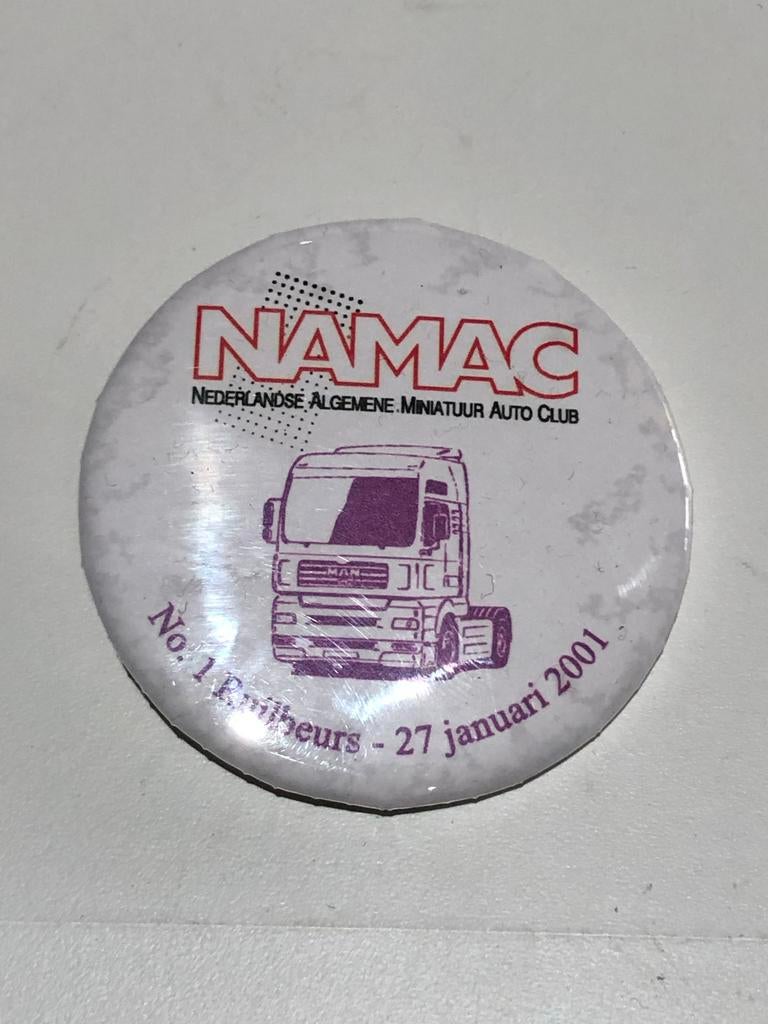 NAMAC
NEDERLANDSE ALGEMENE MINIATUUR AUTO CLUB
MAN
No. 1 Ruilbeurs - 27 januari 2001